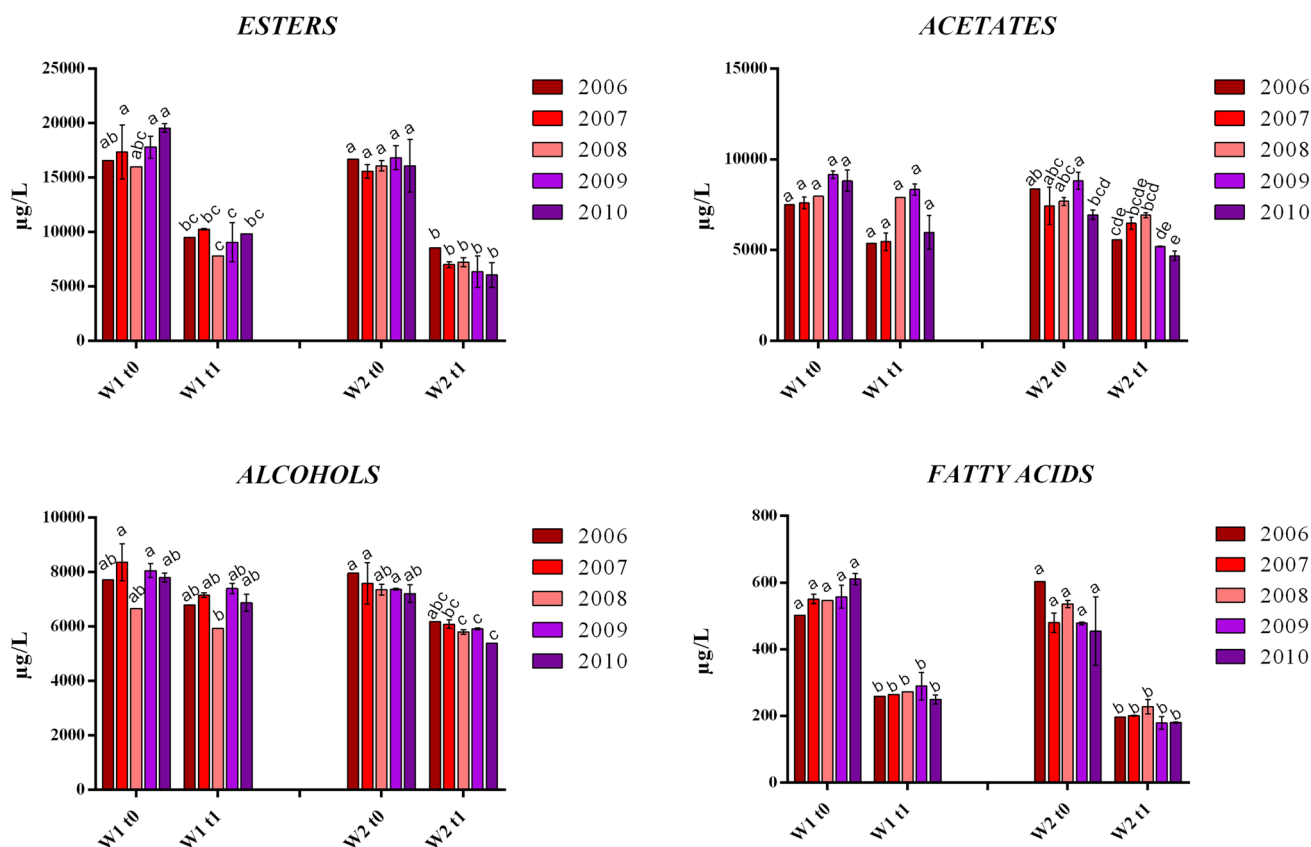 ESTERS
25000
20000
15000
10000
5000
0
µg/L
ab
a
abc
a
a
bc
bc
c
c
bc
a
a
a
a
a
b
b
b
b
b
W1 t0
W1 t1
W2 t0
W2 t1
2006
2007
2008
2009
2010
ACETATES
15000
10000
5000
0
µg/L
a
a
a
a
a
a
a
a
a
a
ab
abc
abc
a
bcd
cde
bcde
bcd
de
e
W1 t0
W1 t1
W2 t0
W2 t1
2006
2007
2008
2009
2010
ALCOHOLS
10000
8000
6000
4000
2000
0
µg/L
ab
a
ab
a
ab
ab
ab
b
ab
ab
a
a
ab
a
ab
abc
bc
c
c
c
W1 t0
W1 t1
W2 t0
W2 t1
2006
2007
2008
2009
2010
FATTY ACIDS
800
600
400
200
0
µg/L
a
a
a
a
a
b
b
b
b
b
a
a
a
a
a
b
b
b
b
b
W1 t0
W1 t1
W2 t0
W2 t1
2006
2007
2008
2009
2010